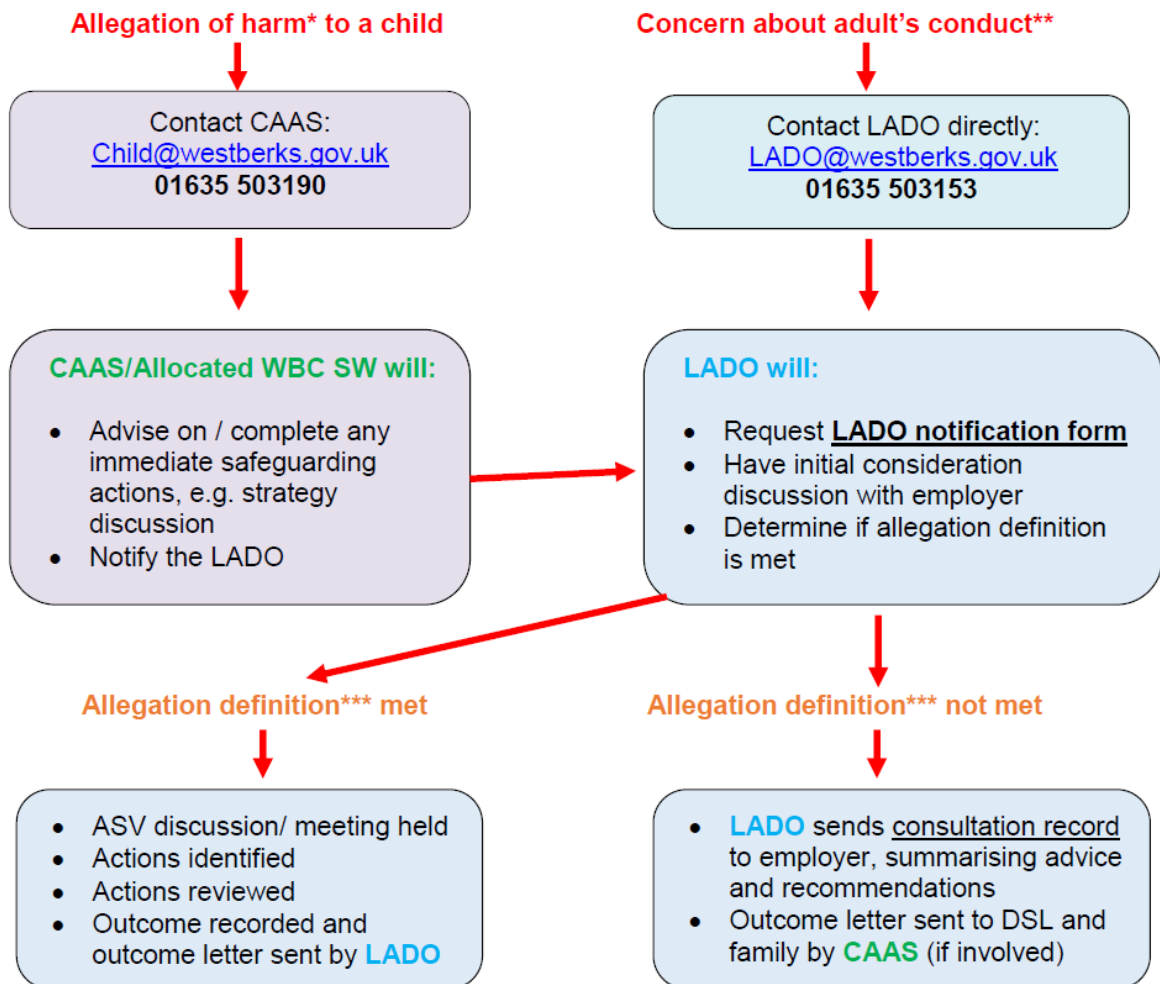 Allegation of harm* to a child
Concern about adult's conduct**
Contact CAAS:
Child@westberks.gov.uk
01635 503190
Contact LADO directly:
LADO@westberks.gov.uk
01635 503153
CAAS/Allocated WBC SW will:
• Advise on / complete any
immediate safeguarding
actions, e.g. strategy
discussion
• Notify the LADO
LADO will:
• Request LADO notification form
• Have initial consideration
discussion with employer
• Determine if allegation definition
is met
Allegation definition*** met
Allegation definition*** not met
• ASV discussion/ meeting held
• Actions identified
• Actions reviewed
• Outcome recorded and
outcome letter sent by LADO
• LADO sends consultation record
to employer, summarising advice
and recommendations
• Outcome letter sent to DSL and
family by CAAS (if involved)